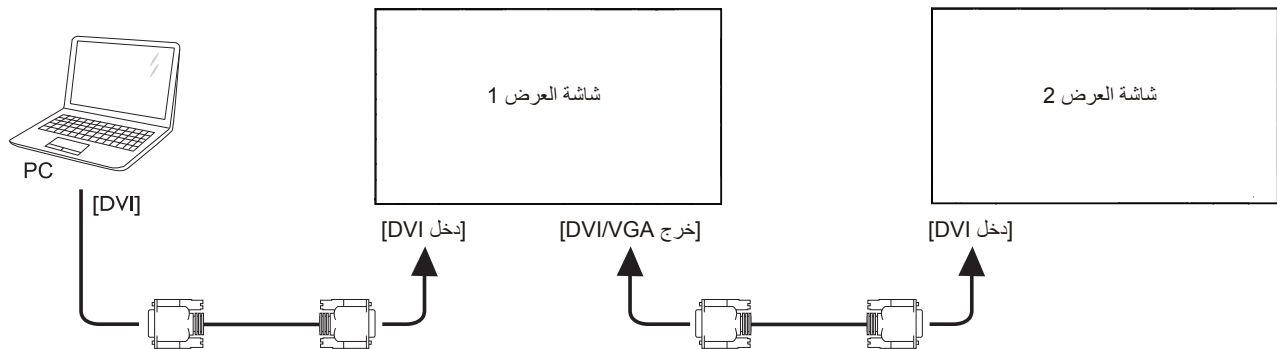 شاشة العرض 1
شاشة العرض 2
PC
[DVI]
[دخل DVI]
[خرج DVI/VGA]
[دخل DVI]